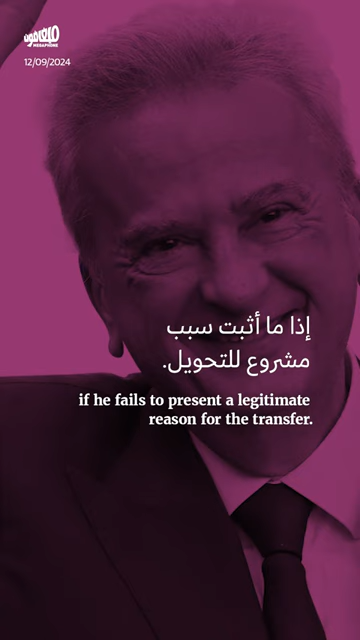 ميغافون
MEGAPHONE
12/09/2024
إذا ما أثبت سبب
مشروع للتحويل.
if he fails to present a legitimate
reason for the transfer.